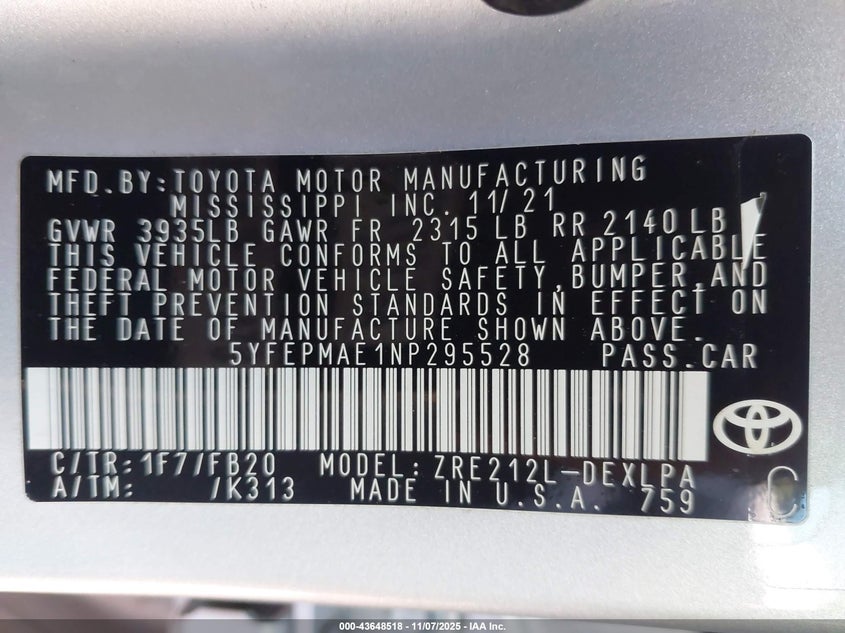 MFD.BY:TOYOTA MOTOR MANUFACTURING
MISSISSIPPI INC. 11/21
GVWR 3935LB GAWR FR 2315 LB RR 2140 LB
THIS VEHICLE CONFORMS TO ALL APPLICABLE
FEDERAL MOTOR VEHICLE SAFETY,BUMPER,AND
THEFT PREVENTION STANDARDS IN EFFECT ON
THE DATE OF MANUFACTURE SHOWN ABOVE.
5YFEPMAE1NP295528 PASS.CAR
C/TR:1F7/FB20 MODEL:ZRE212L-DEXLPA
A/TM: /K313 MADE IN U.S.A. 759
C
000-43648518 - 11/07/2025 - IAA Inc.